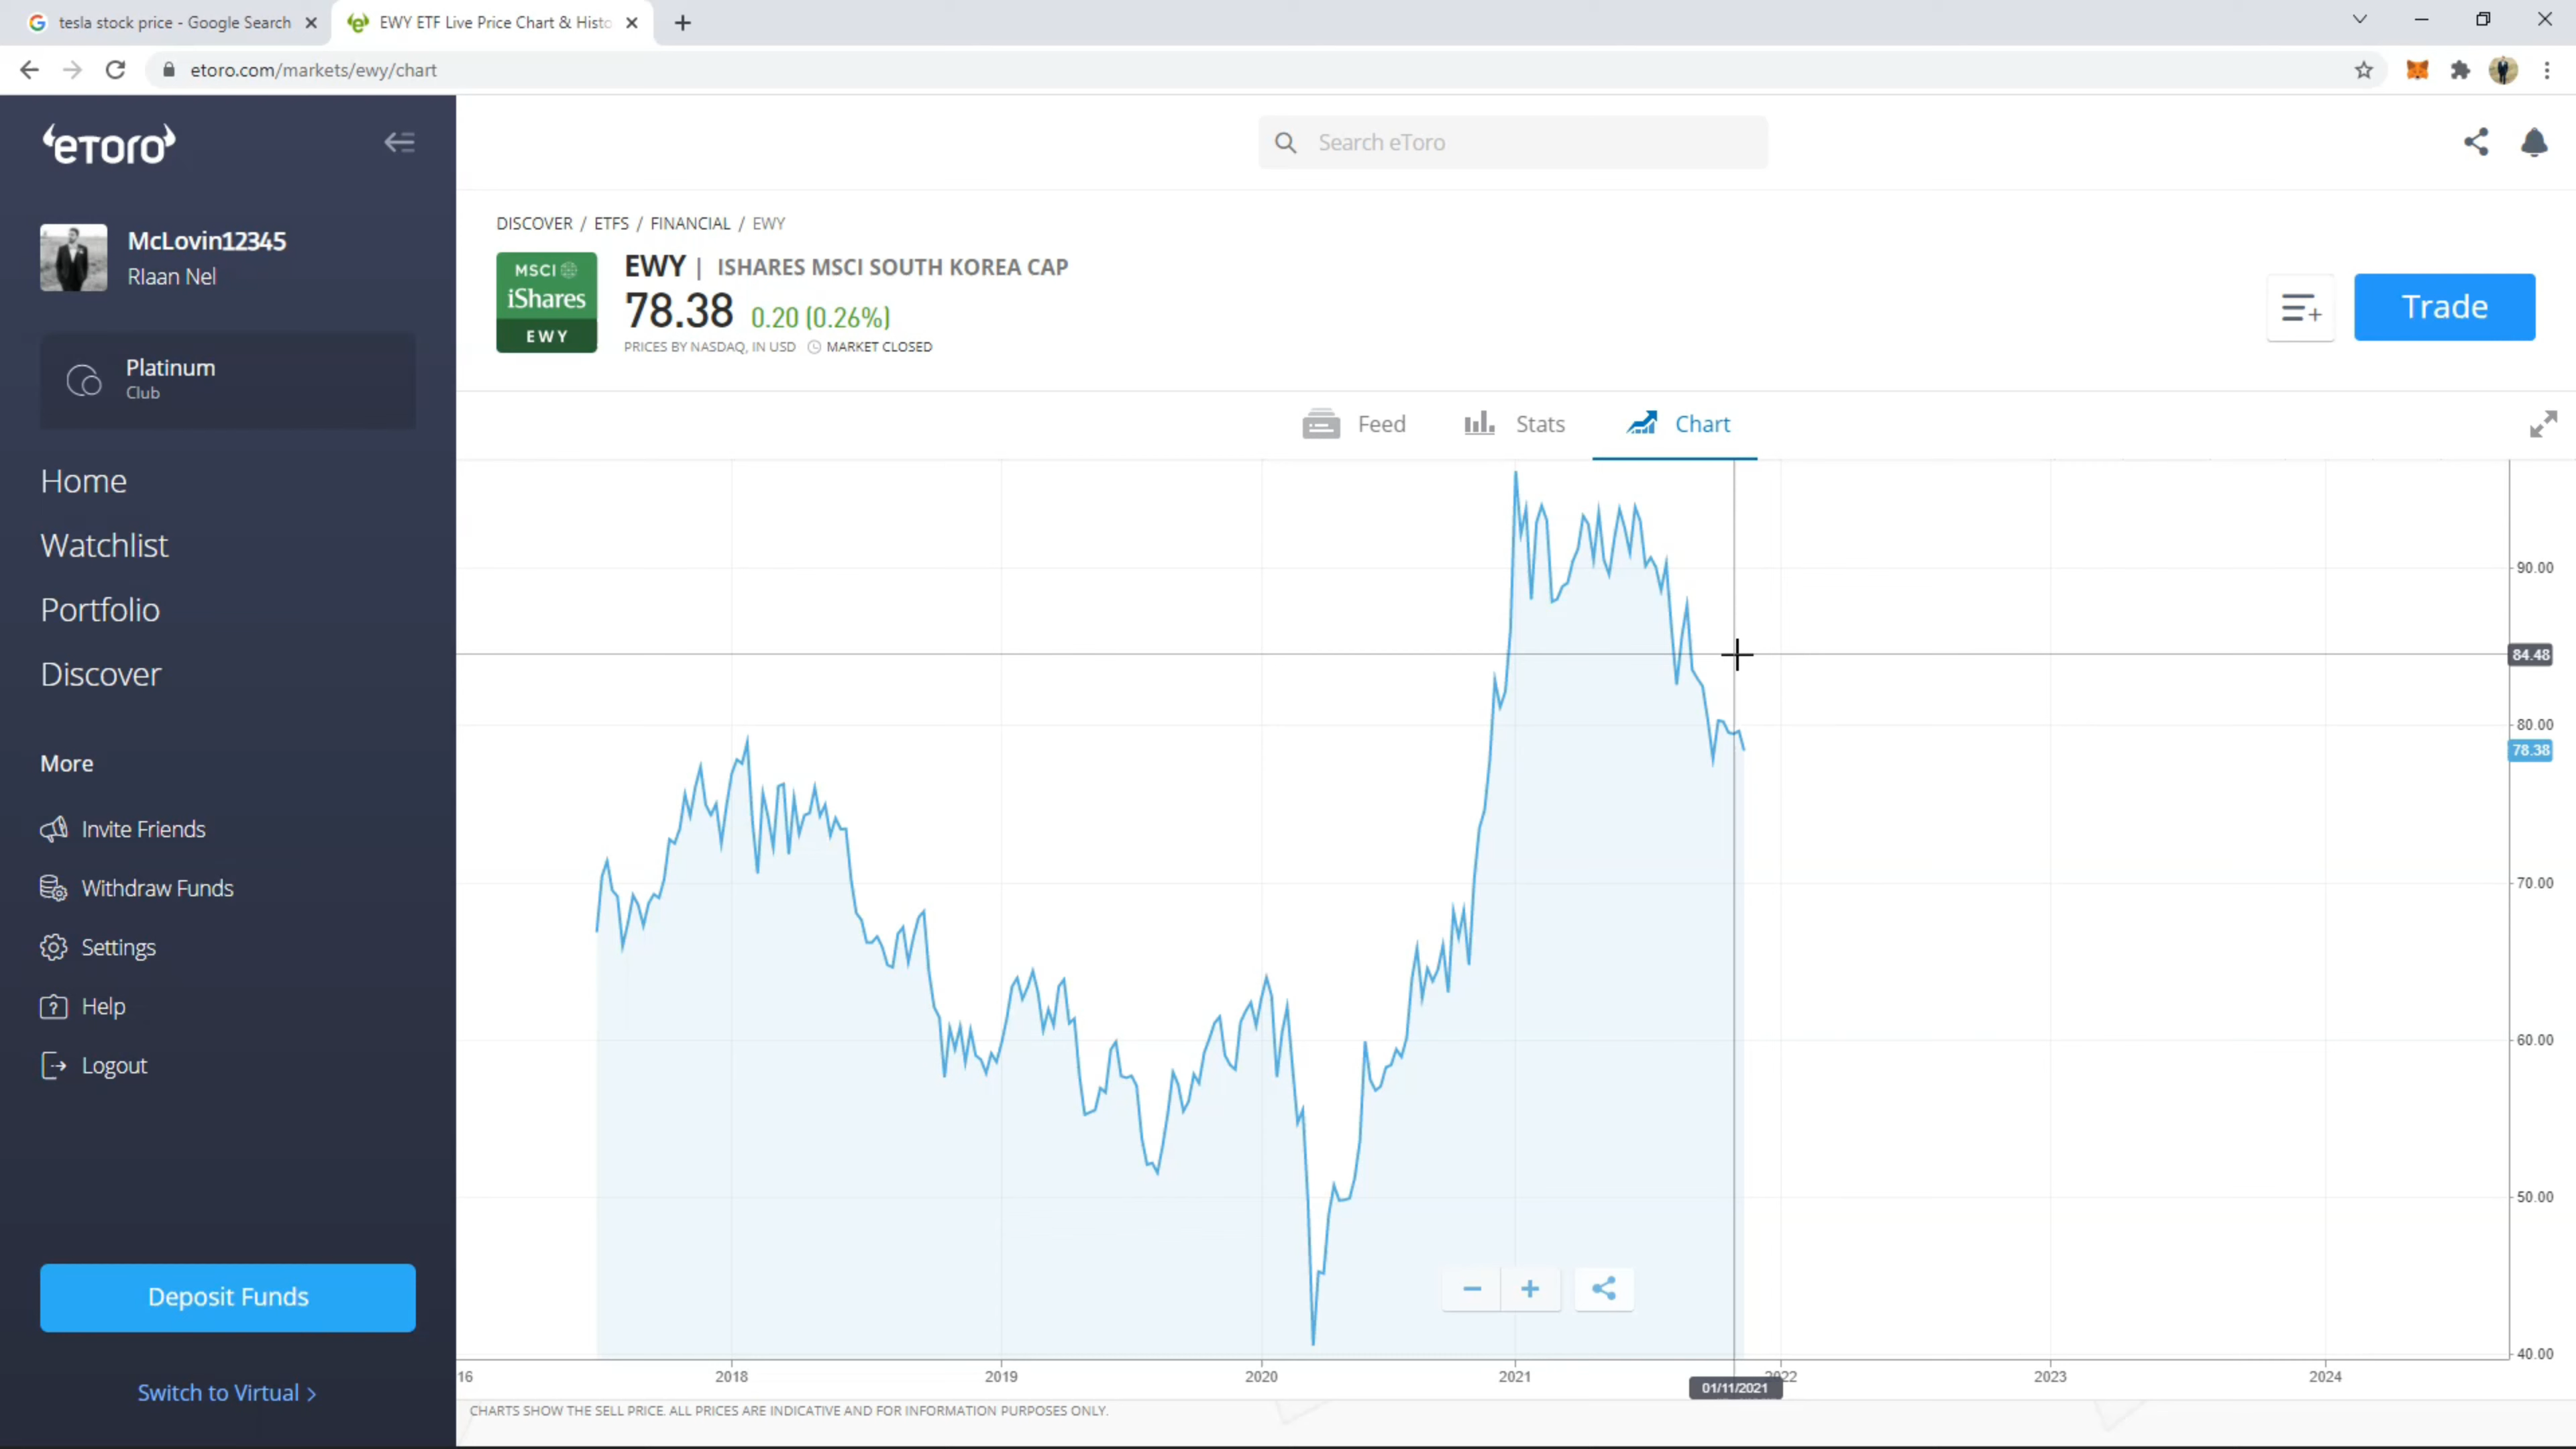 tesla stock price - Google Search
EWY ETF Live Price Chart & Histo
etoro.com/markets/ewy/chart
eToro
McLovin12345
RIaan Nel
Platinum
Club
Home
Watchlist
Portfolio
Discover
More
Invite Friends
Withdraw Funds
Settings
Help
Logout
Deposit Funds
Switch to Virtual >
Search eToro
DISCOVER / ETFS / FINANCIAL / EWY
MSCI
iShares
EWY
EWY | ISHARES MSCI SOUTH KOREA CAP
78.38 0.20 (0.26%)
PRICES BY NASDAQ, IN USD MARKET CLOSED
Trade
Feed
Stats
Chart
90.00
84.48
80.00
78.38
70.00
60.00
50.00
40.00
16 2018 2019 2020 2021 22 2023 2024
01/11/2021
CHARTS SHOW THE SELL PRICE. ALL PRICES ARE INDICATIVE AND FOR INFORMATION PURPOSES ONLY.